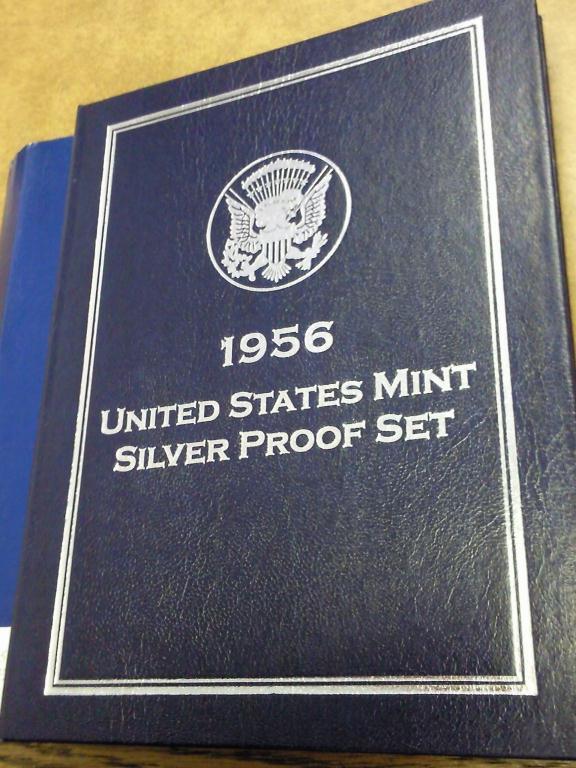 1956
UNITED STATES MINT
SILVER PROOF SET